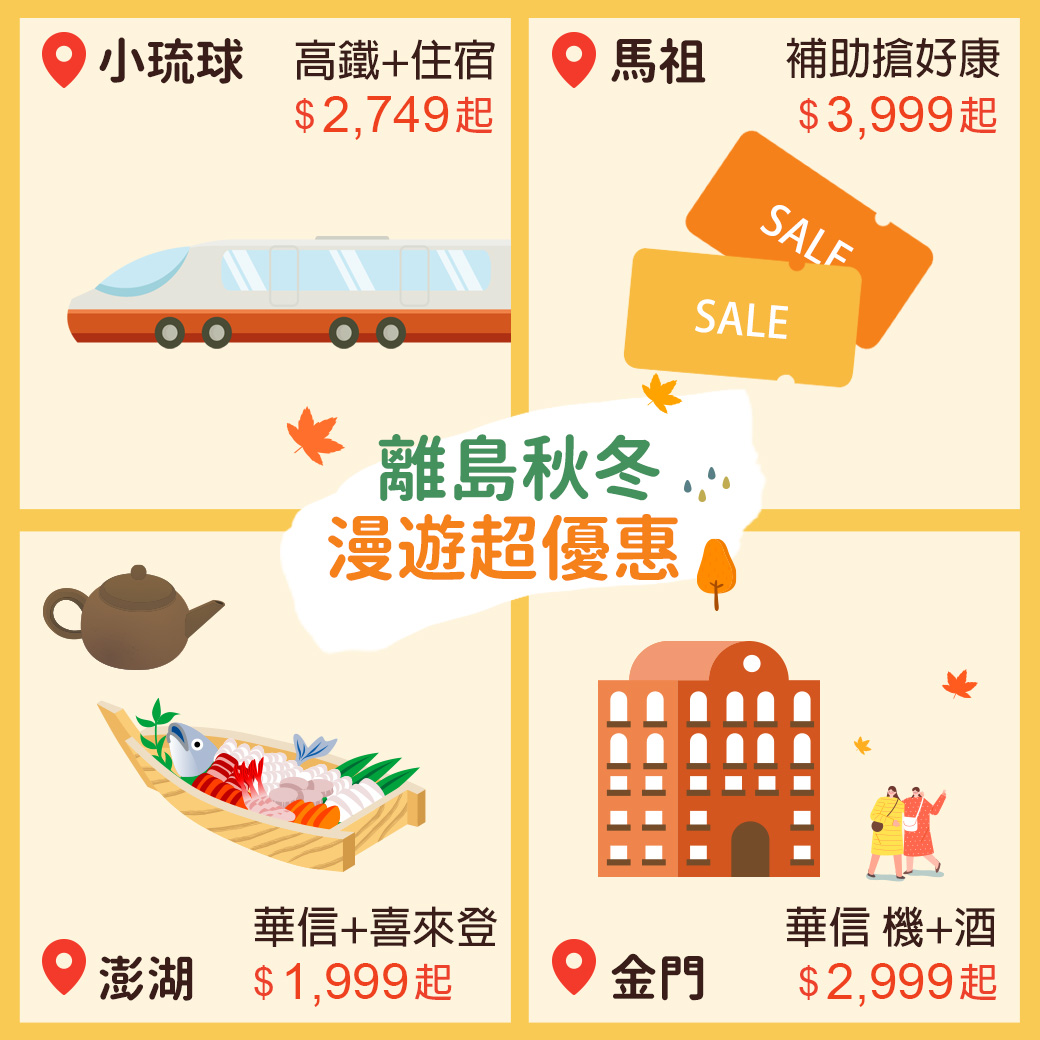 小琉球
高鐵+住宿
$2,749起
馬祖
補助搶好康
$3,999起
SALE
SALE
離島秋冬
漫遊超優惠
華信+喜來登
澎湖
$1,999起
華信 機+酒
金門
$2,999起